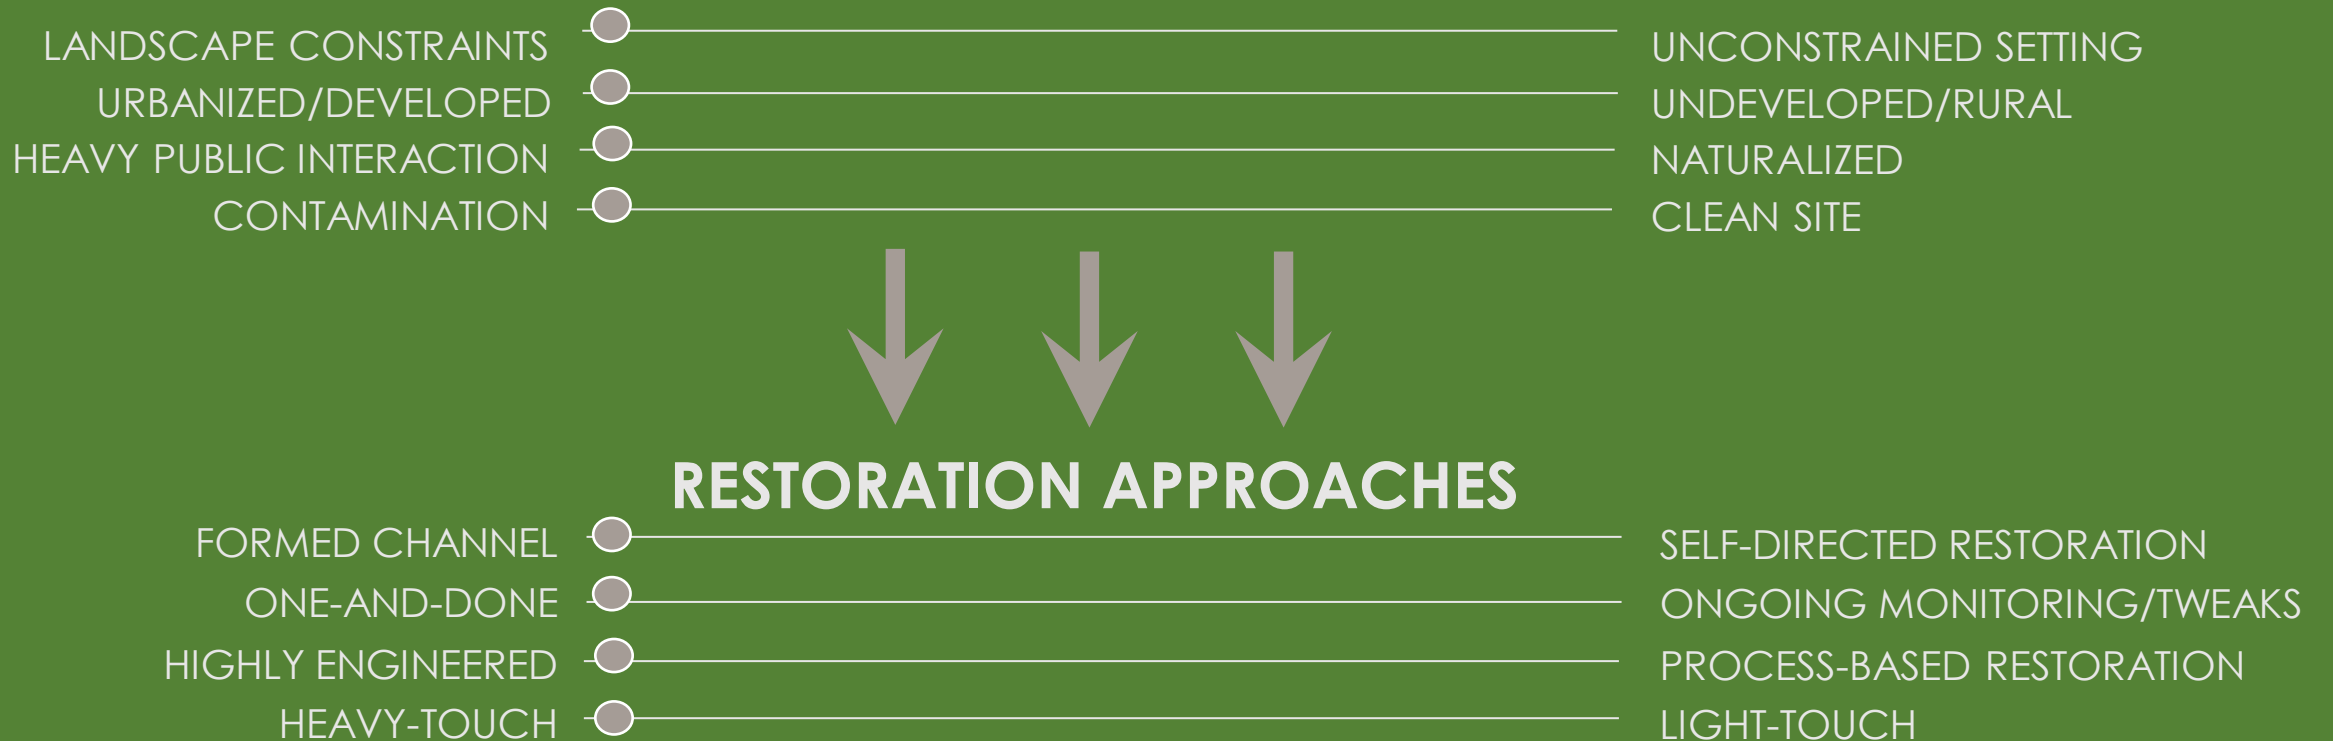 LANDSCAPE CONSTRAINTS UNCONSTRAINED SETTING
URBANIZED/DEVELOPED UNDEVELOPED/RURAL
HEAVY PUBLIC INTERACTION NATURALIZED
CONTAMINATION CLEAN SITE
RESTORATION APPROACHES
FORMED CHANNEL SELF-DIRECTED RESTORATION
ONE-AND-DONE ONGOING MONITORING/TWEAKS
HIGHLY ENGINEERED PROCESS-BASED RESTORATION
HEAVY-TOUCH LIGHT-TOUCH